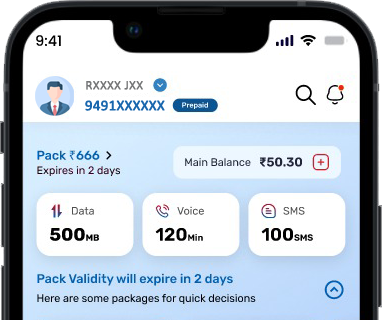 9:41
RXXXX JXX
9491XXXXXX Prepaid
Pack ₹666
Expires in 2 days
Main Balance ₹50.30
Data
500MB
Voice
120Min
SMS
100SMS
Pack Validity will expire in 2 days
Here are some packages for quick decisions